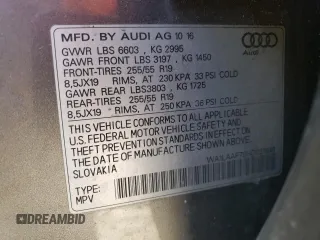 MFD. BY AUDI AG 10 16
GVWR LBS 6603 , KG 2995
GAWR FRONT LBS 3197 , KG 1450
FRONT-TIRES 255/55 R19
8,5JX19 RIMS, AT 230 KPA/ 33 PSI COLD
GAWR REAR LBS3803 , KG 1725
REAR-TIRES 255/55 R19
8,5JX19 RIMS, AT 250 KPA/ 36 PSI COLD
THIS VEHICLE CONFORMS TO ALL APPLICABLE
U.S. FEDERAL MOTOR VEHICLE SAFETY AND
THEFT PREVENTION STANDARDS IN EFFECT ON
THE DATE OF MANUFACTURE SHOWN ABOVE.
SLOVAKIA
TYPE:
MPV
Audi
DREAMBID